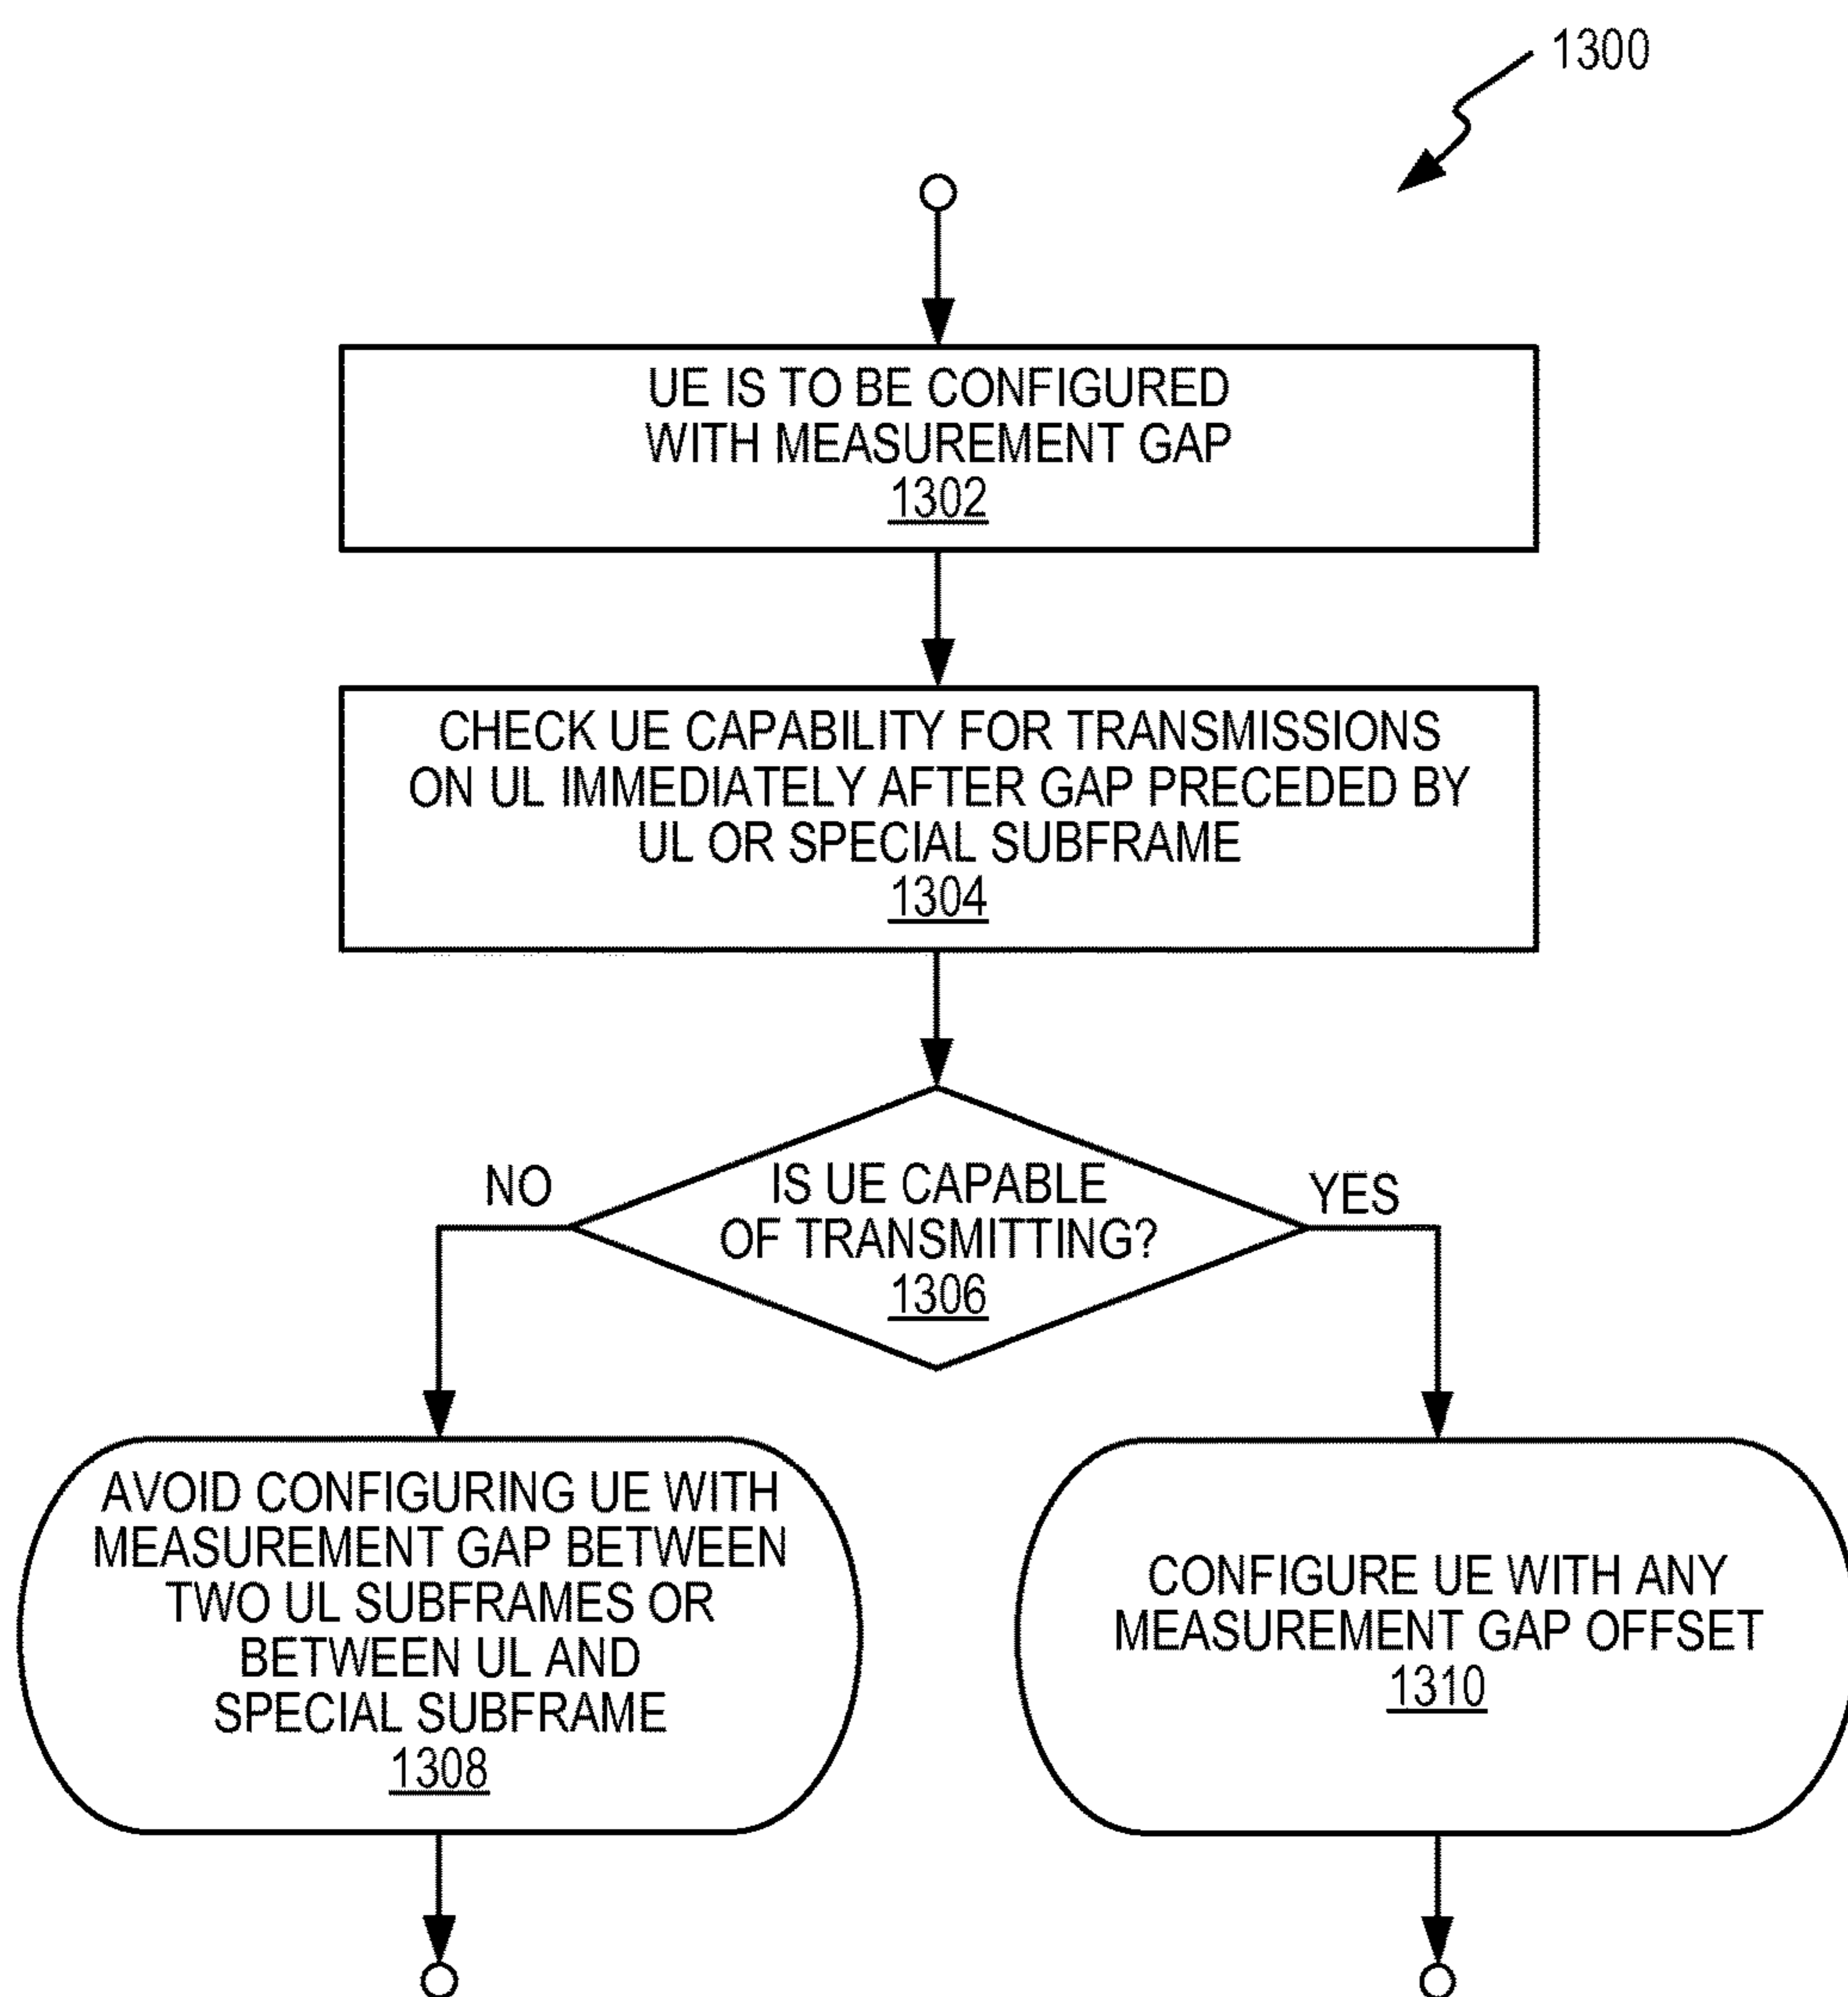 1300
UE IS TO BE CONFIGURED
WITH MEASUREMENT GAP
1302
CHECK UE CAPABILITY FOR TRANSMISSIONS
ON UL IMMEDIATELY AFTER GAP PRECEDED BY
UL OR SPECIAL SUBFRAME
1304
IS UE CAPABLE
OF TRANSMITTING?
1306
NO
YES
AVOID CONFIGURING UE WITH
MEASUREMENT GAP BETWEEN
TWO UL SUBFRAMES OR
BETWEEN UL AND
SPECIAL SUBFRAME
1308
CONFIGURE UE WITH ANY
MEASUREMENT GAP OFFSET
1310